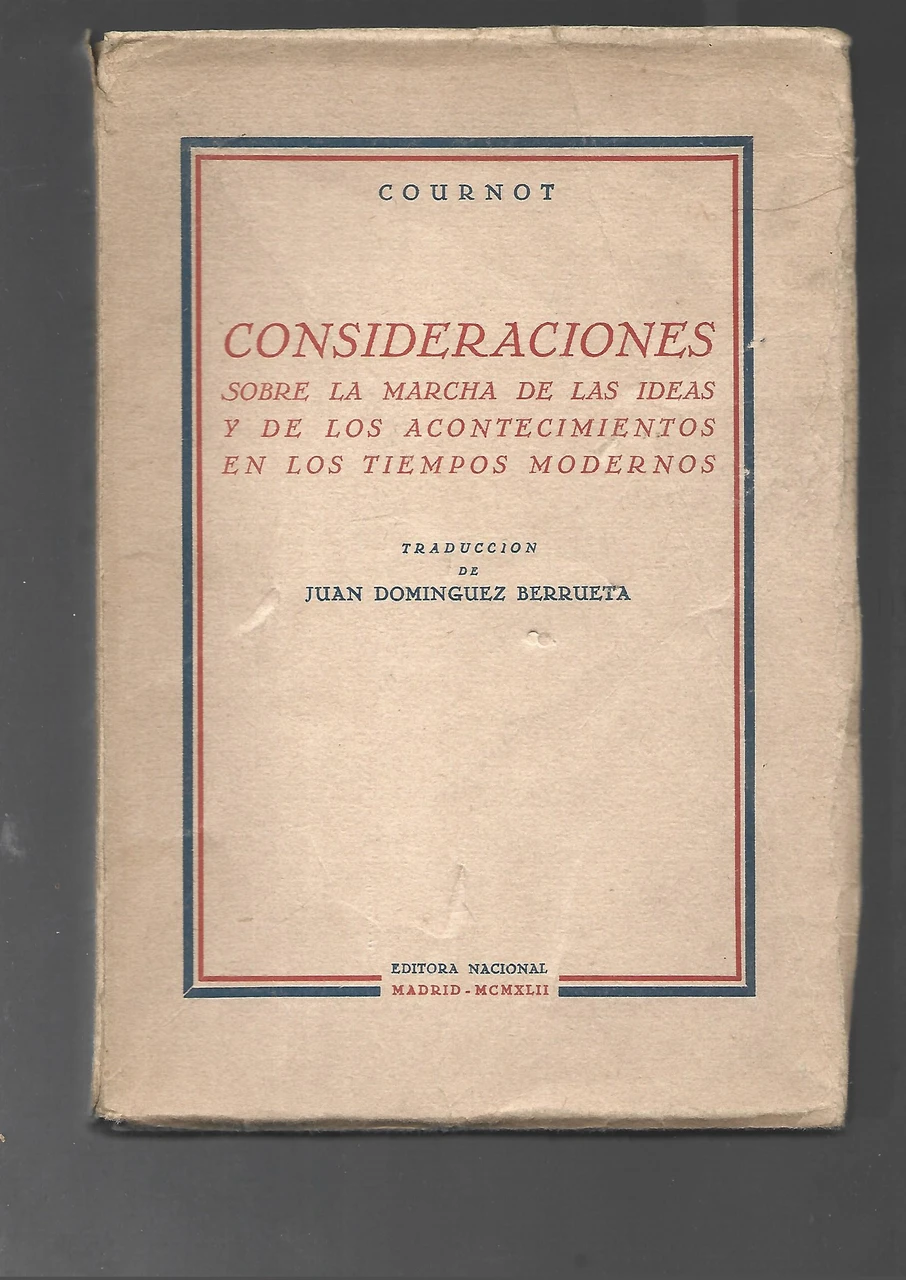 COURNOT
CONSIDERACIONES
SOBRE LA MARCHA DE LAS IDEAS
Y DE LOS ACONTECIMIENTOS
EN LOS TIEMPOS MODERNOS
TRADUCCION
DE
JUAN DOMINGUEZ BERRUETA
EDITORA NACIONAL
MADRID - MCMXLII